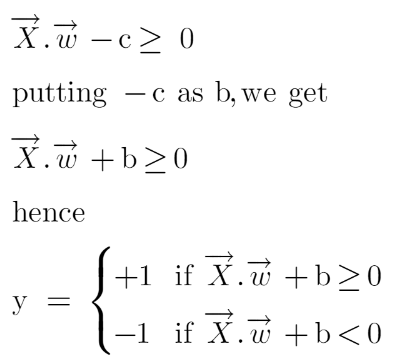 X⃗.w⃗ −c≥ 0
putting −c as b,we get
X⃗.w⃗ +b≥0
hence
y = { +1 if X⃗.w⃗ +b≥0
−1 if X⃗.w⃗ +b<0